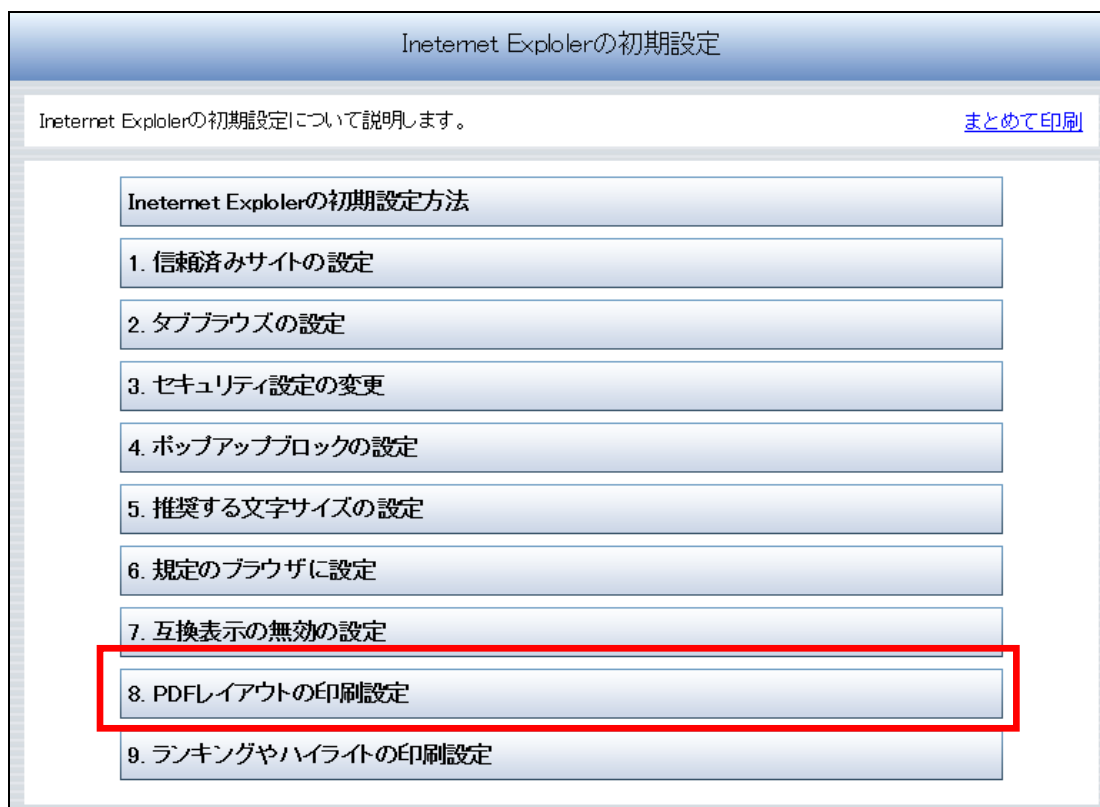 Ineternet Explolerの初期設定
Ineternet Explolerの初期設定について説明します。
まとめて印刷
Ineternet Explolerの初期設定方法
1. 信頼済みサイトの設定
2. タブブラウズの設定
3. セキュリティ設定の変更
4. ポップアップブロックの設定
5. 推奨する文字サイズの設定
6. 規定のブラウザに設定
7. 互換表示の無効の設定
8. PDFレイアウトの印刷設定
9. ランキングやハイライトの印刷設定